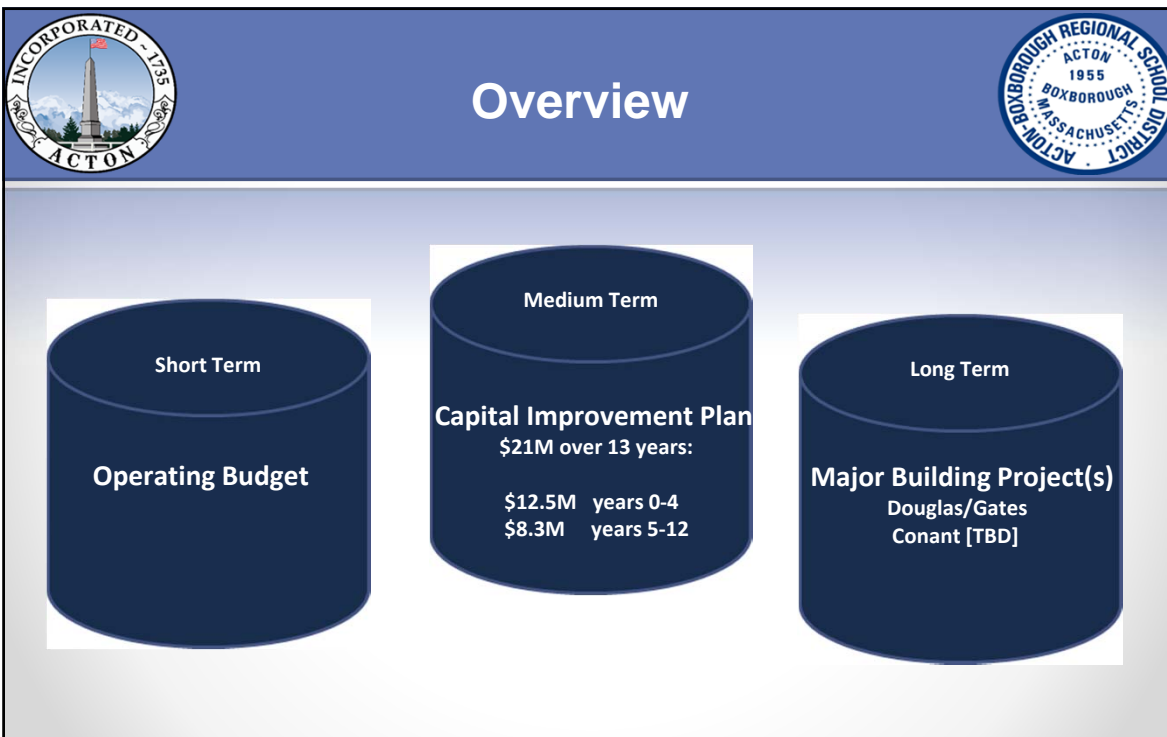 INCORPORATED ~ 1735
ACTON
Overview
ACTON-BOXBOROUGH REGIONAL SCHOOL DISTRICT
ACTON
1955
BOXBOROUGH
MASSACHUSETTS
Short Term
Operating Budget
Medium Term
Capital Improvement Plan
$21M over 13 years:
$12.5M years 0-4
$8.3M years 5-12
Long Term
Major Building Project(s)
Douglas/Gates
Conant [TBD]